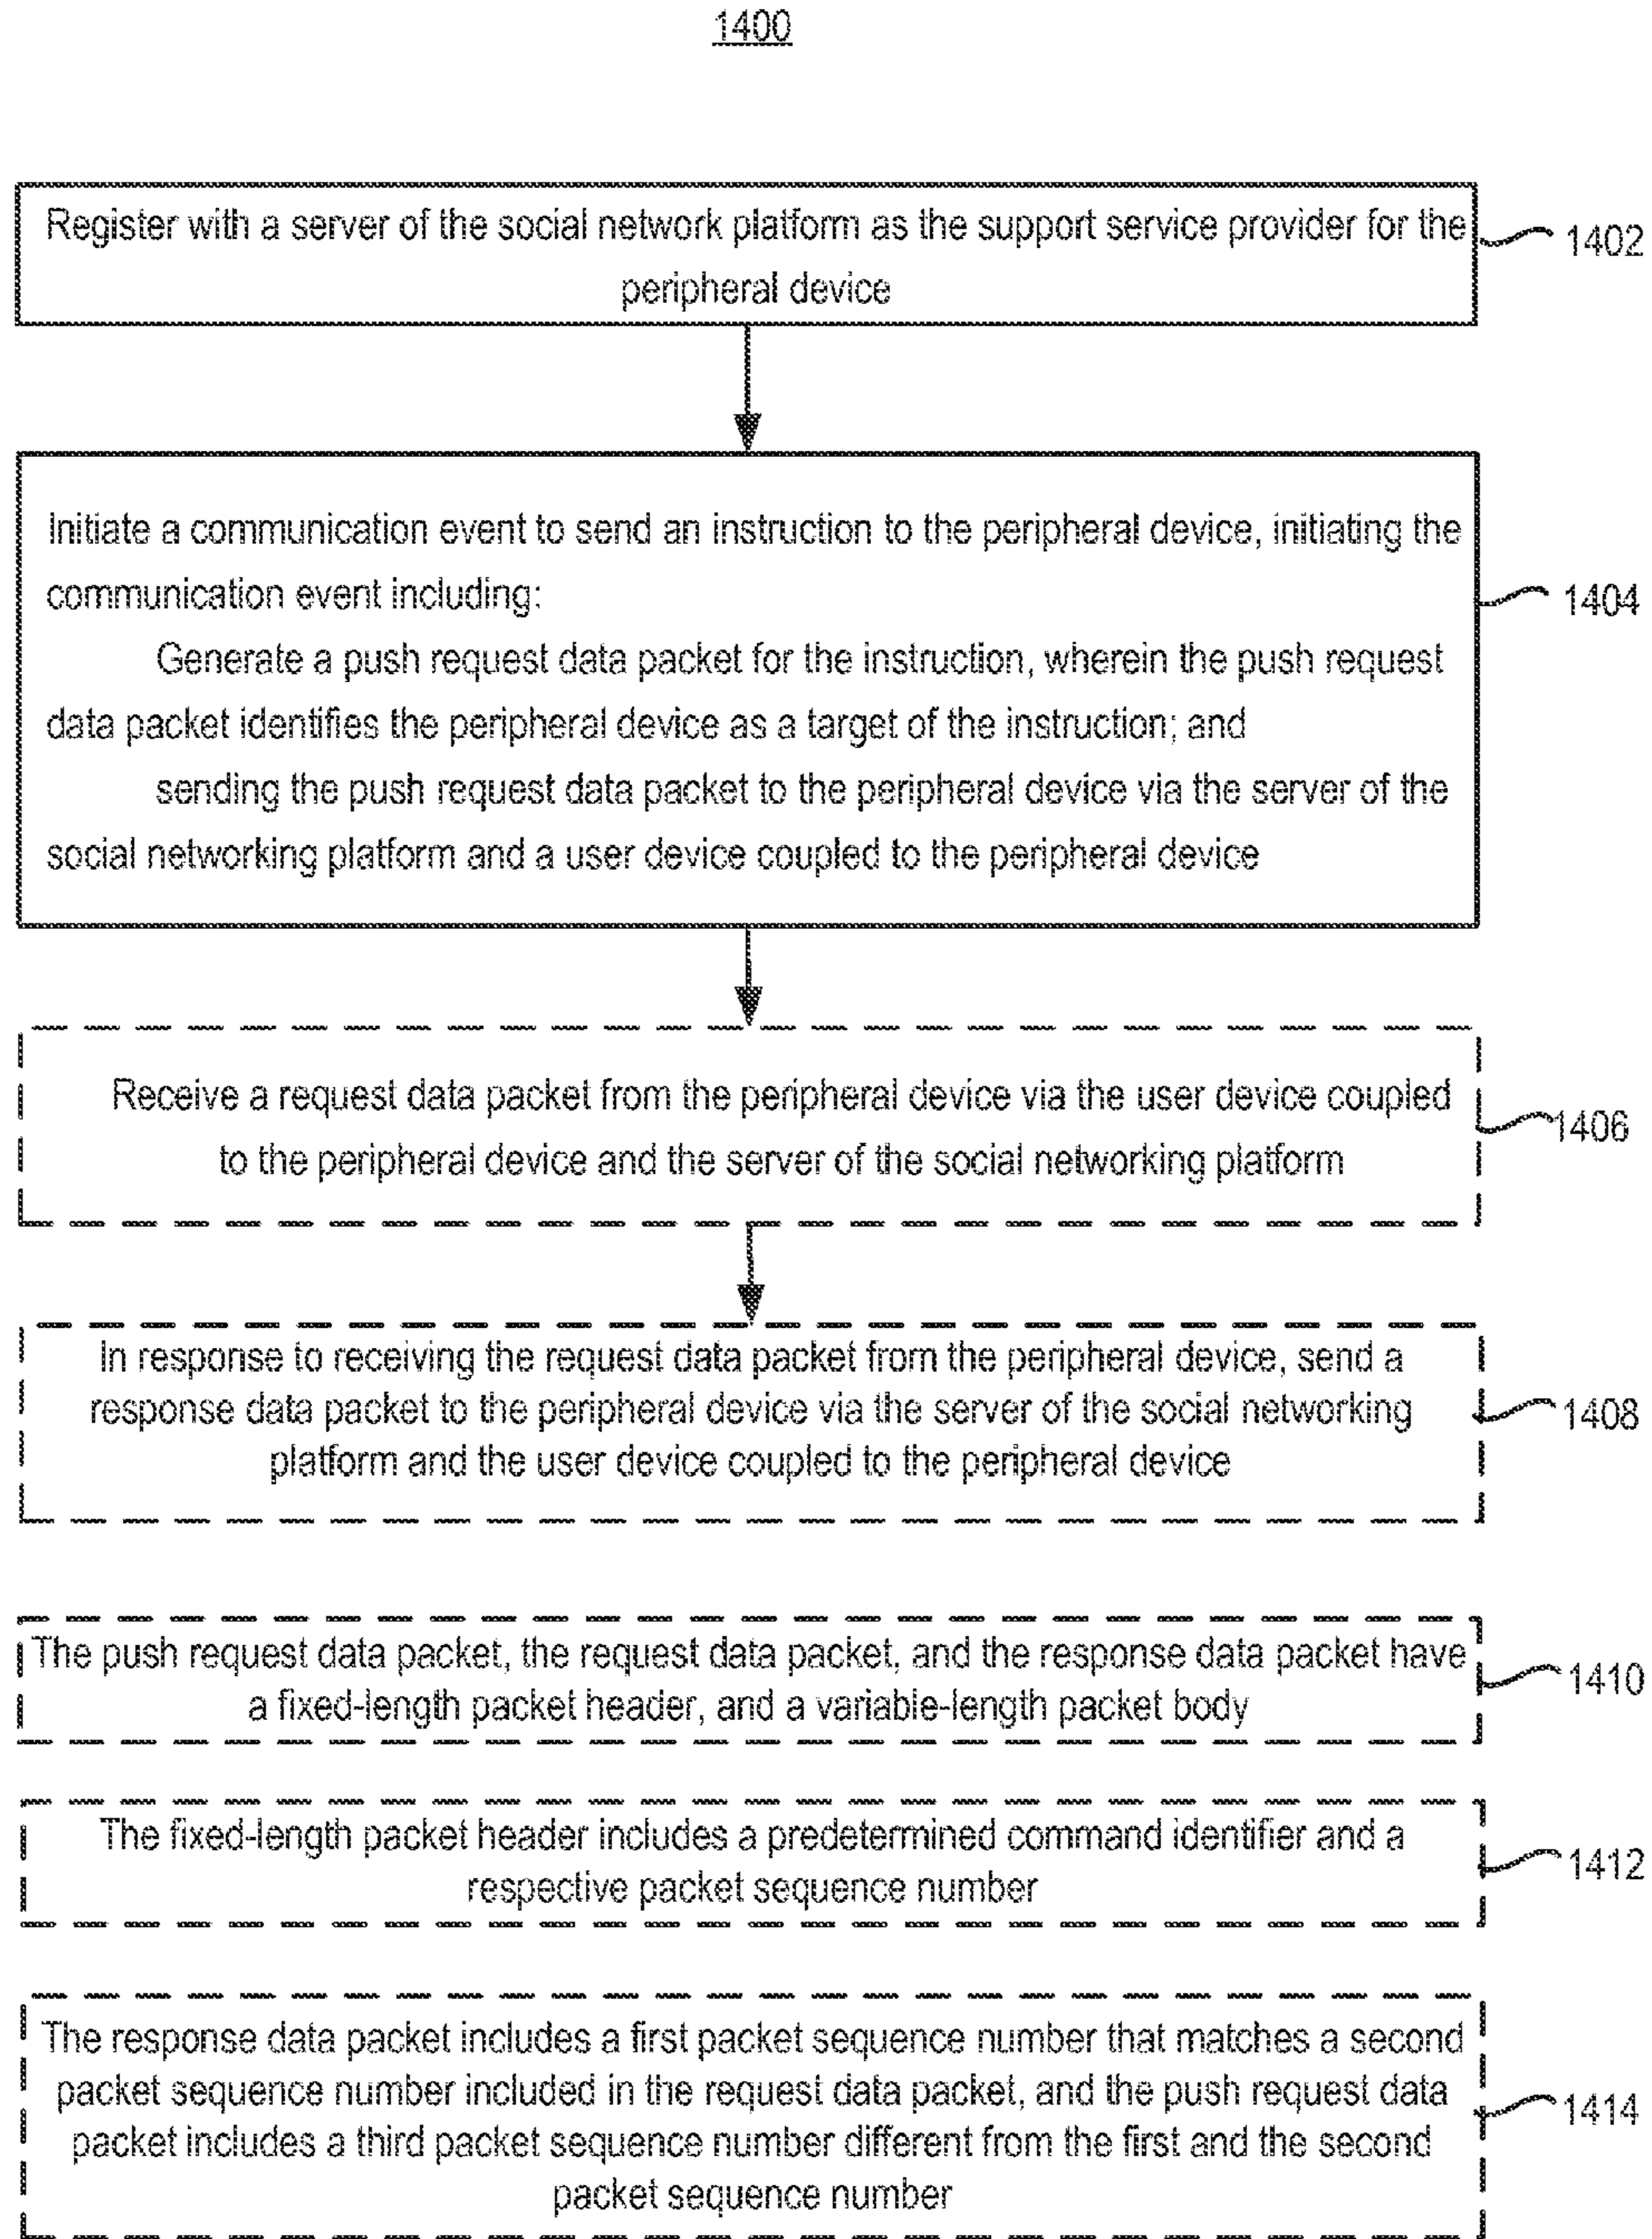 1400
Register with a server of the social network platform as the support service provider for the
peripheral device
1402
Initiate a communication event to send an instruction to the peripheral device, initiating the
communication event including:
Generate a push request data packet for the instruction, wherein the push request
data packet identifies the peripheral device as a target of the instruction; and
sending the push request data packet to the peripheral device via the server of the
social networking platform and a user device coupled to the peripheral device
1404
Receive a request data packet from the peripheral device via the user device coupled
to the peripheral device and the server of the social networking platform
1406
In response to receiving the request data packet from the peripheral device, send a
response data packet to the peripheral device via the server of the social networking
platform and the user device coupled to the peripheral device
1408
The push request data packet, the request data packet, and the response data packet have
a fixed-length packet header, and a variable-length packet body
1410
The fixed-length packet header includes a predetermined command identifier and a
respective packet sequence number
1412
The response data packet includes a first packet sequence number that matches a second
packet sequence number included in the request data packet, and the push request data
packet includes a third packet sequence number different from the first and the second
packet sequence number
1414